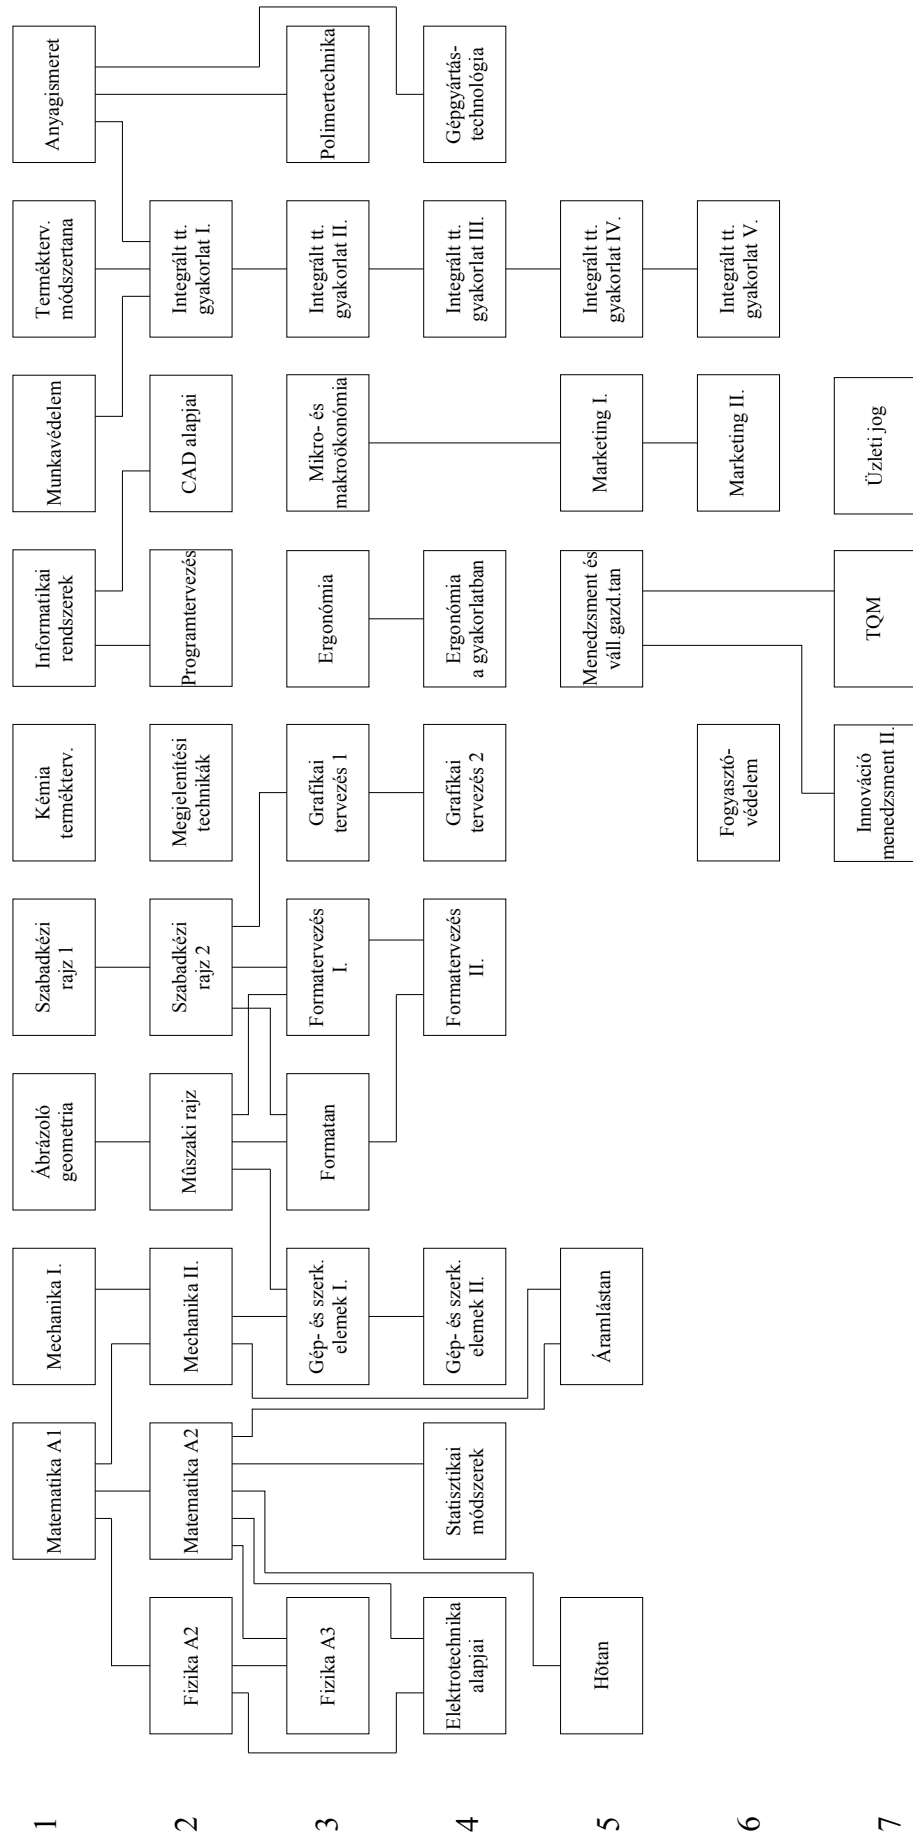 1
Matematika A1
Mechanika I.
Ábrázoló
geometria
Szabadkézi
rajz 1
Kémia
termékterv.
Informatikai
rendszerek
Munkavédelem
Termékterv.
módszertana
Anyagismeret
2
Fizika A2
Matematika A2
Mechanika II.
Mûszaki rajz
Szabadkézi
rajz 2
Megjelenítési
technikák
Programtervezés
CAD alapjai
Integrált tt.
gyakorlat I.
3
Fizika A3
Gép- és szerk.
elemek I.
Formatan
Formatervezés
I.
Grafikai
tervezés 1
Ergonómia
Mikro- és
makroökonómia
Integrált tt.
gyakorlat II.
Polimertechnika
4
Elektrotechnika
alapjai
Statisztikai
módszerek
Gép- és szerk.
elemek II.
Formatervezés
II.
Grafikai
tervezés 2
Ergonómia
a gyakorlatban
Integrált tt.
gyakorlat III.
Gépgyártás-
technológia
5
Hõtan
Áramlástan
Menedzsment és
váll.gazd.tan
Marketing I.
Integrált tt.
gyakorlat IV.
6
Fogyasztó-
védelem
Marketing II.
Integrált tt.
gyakorlat V.
7
Innováció
menedzsment II.
TQM
Üzleti jog